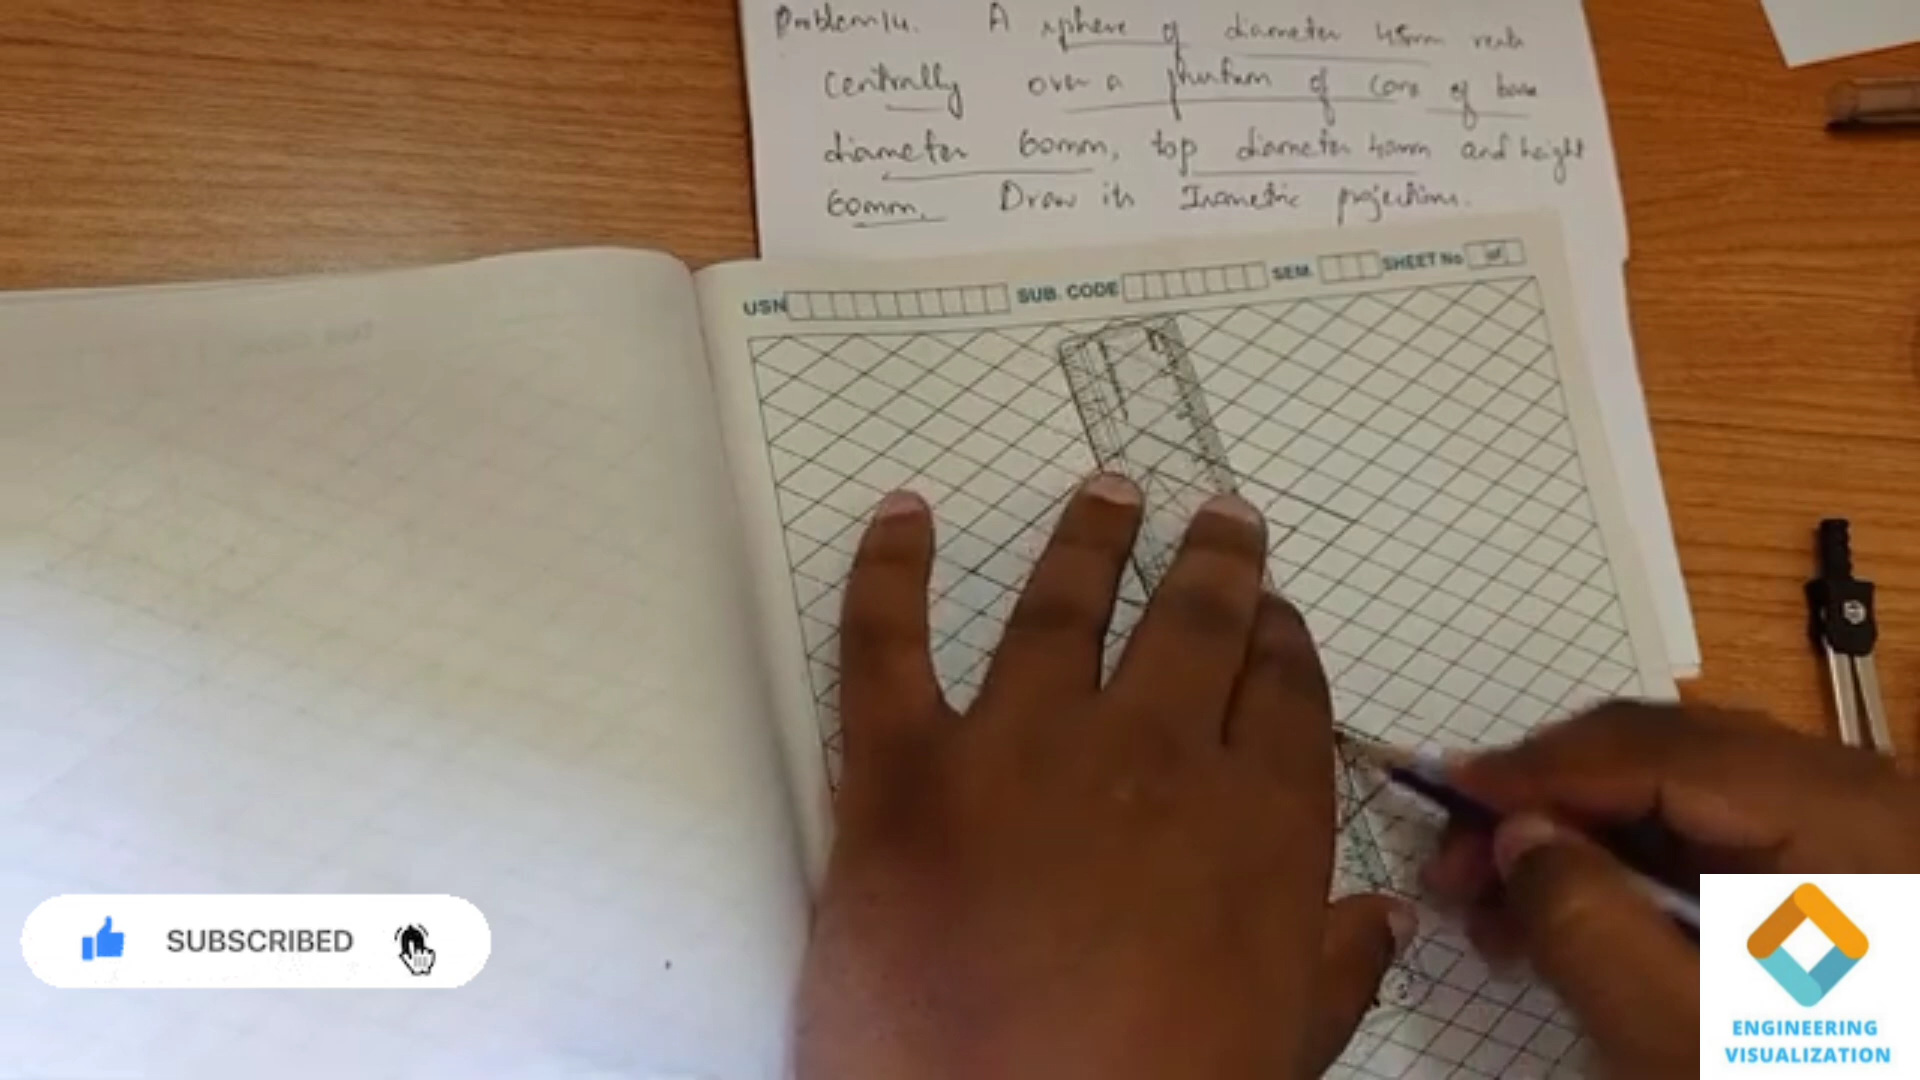 Problem 14. A sphere of diameter 45mm rests
centrally over a frustum of cone of base
diameter 60mm, top diameter 40mm and height
60mm. Draw its Isometric projections.
USN SUB. CODE SEM. SHEET No
SUBSCRIBED
ENGINEERING
VISUALIZATION